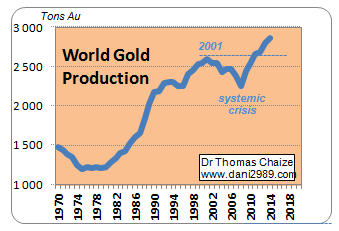 Tons Au
3 000
2 500
2 000
1 500
1 000
World Gold
Production
2001
systemic
crisis
Dr Thomas Chaize
www.dani2989.com
1970
1974
1978
1982
1986
1990
1994
1998
2002
2006
2010
2014
2018